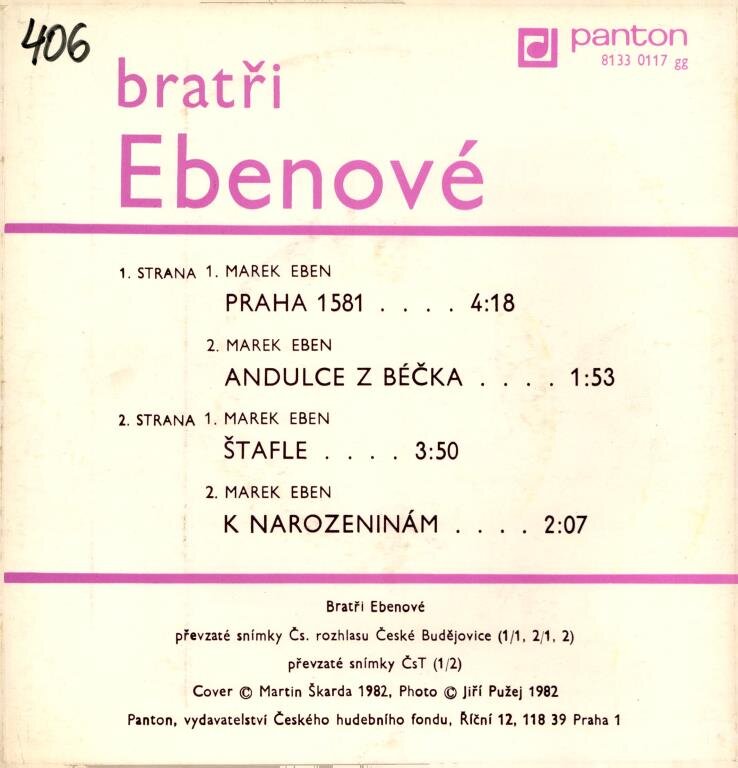 406
panton
8133 0117 gg
bratři
Ebenové
1. STRANA 1. MAREK EBEN
PRAHA 1581 . . . . 4:18
2. MAREK EBEN
ANDULCE Z BÉČKA . . . . 1:53
2. STRANA 1. MAREK EBEN
ŠTAFLE . . . . 3:50
2. MAREK EBEN
K NAROZENINÁM . . . . 2:07
Bratři Ebenové
převzaté snímky Čs. rozhlasu České Budějovice (1/1, 2/1, 2)
převzaté snímky ČsT (1/2)
Cover © Martin Škarda 1982, Photo © Jiří Pužej 1982
Panton, vydavatelství Českého hudebního fondu, Říční 12, 118 39 Praha 1